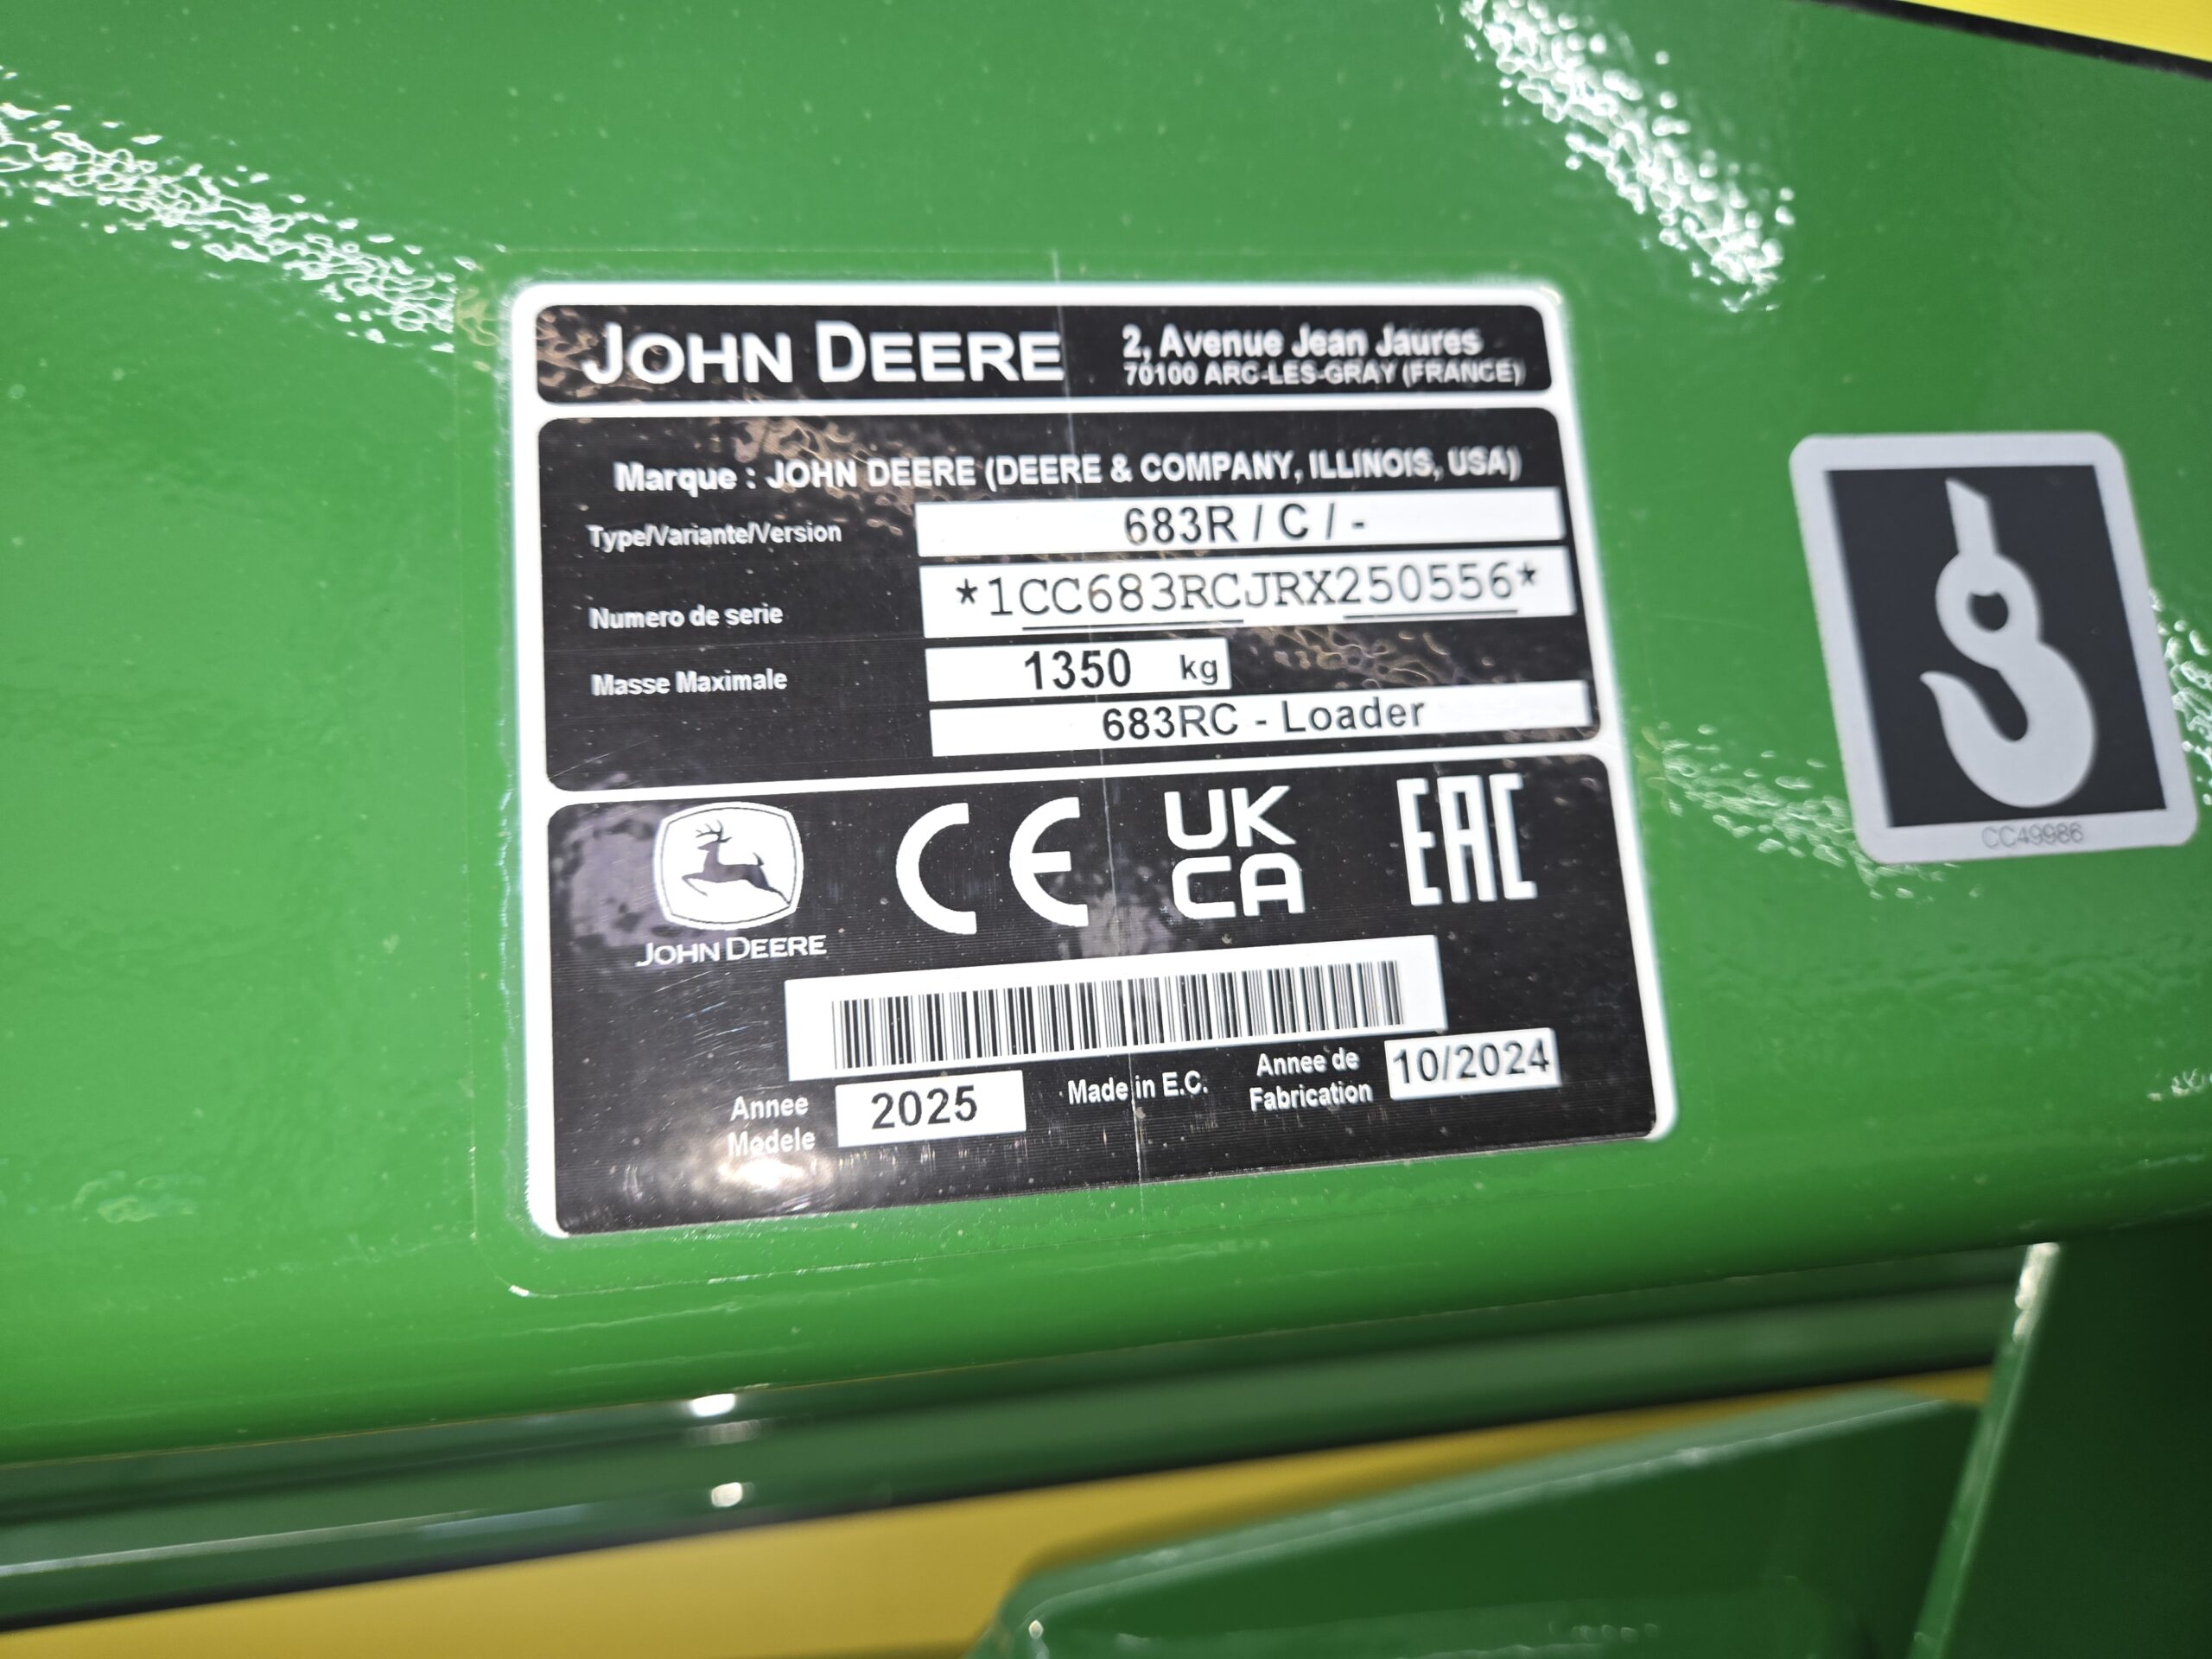 JOHN DEERE
2, Avenue Jean Jaures
70100 ARC-LES-GRAY (FRANCE)
Marque : JOHN DEERE (DEERE & COMPANY, ILLINOIS, USA)
Type/Variante/Version 683R / C / -
Numero de serie *1CC683RCJRX250556*
Masse Maximale 1350 kg
683RC - Loader
JOHN DEERE
CE
UK
CA
EAC
Annee
Modele
2025
Made in E.C.
Annee de
Fabrication
10/2024
CC49986